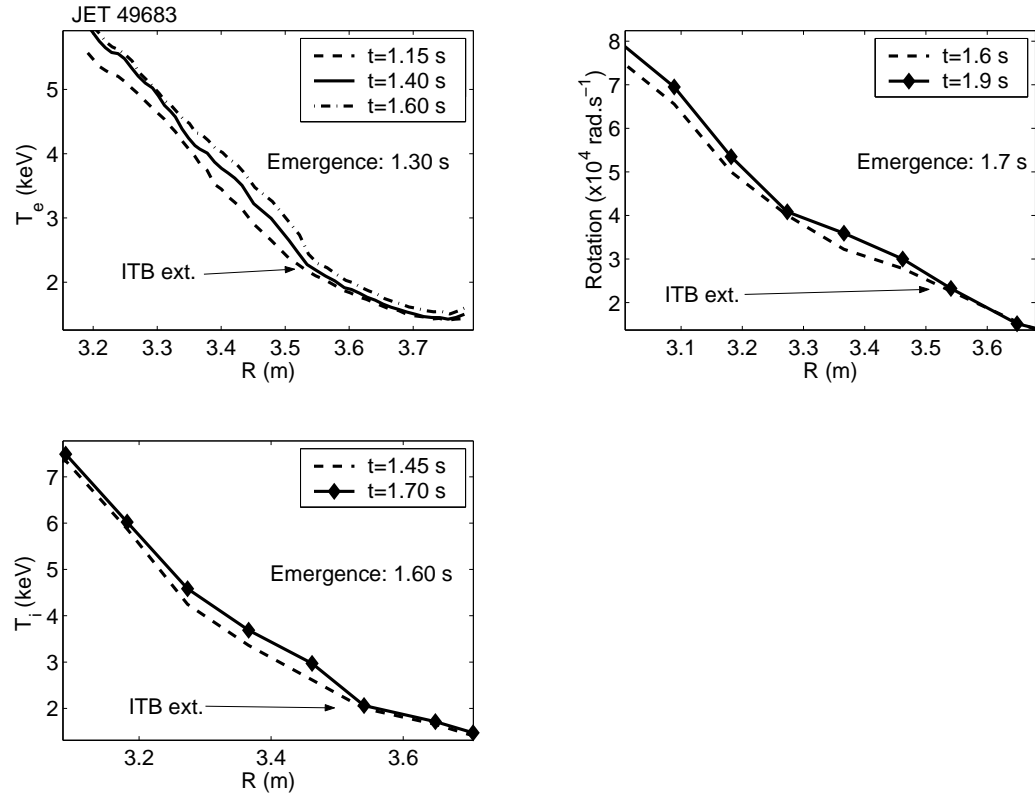 JET 49683
t=1.15 s
t=1.40 s
t=1.60 s
Emergence: 1.30 s
ITB ext.
T_e (keV)
5
4
3
2
3.2 3.3 3.4 3.5 3.6 3.7
R (m)
t=1.6 s
t=1.9 s
Emergence: 1.7 s
ITB ext.
Rotation (x10⁴ rad.s⁻¹)
8
7
6
5
4
3
2
3.1 3.2 3.3 3.4 3.5 3.6
R (m)
t=1.45 s
t=1.70 s
Emergence: 1.60 s
ITB ext.
T_i (keV)
7
6
5
4
3
2
3.2 3.4 3.6
R (m)